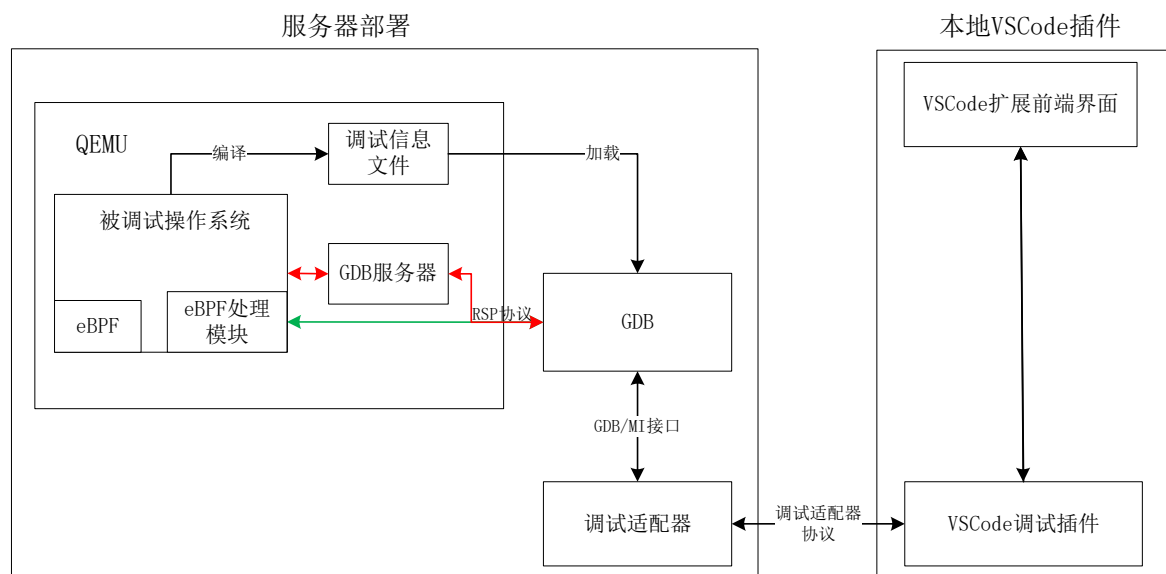 服务器部署
本地VSCode插件
VSCode扩展前端界面
QEMU
编译
调试信息
文件
加载
被调试操作系统
GDB服务器
eBPF
eBPF处理
模块
RSP协议
GDB
GDB/MI接口
调试适配器
调试适配器
协议
VSCode调试插件